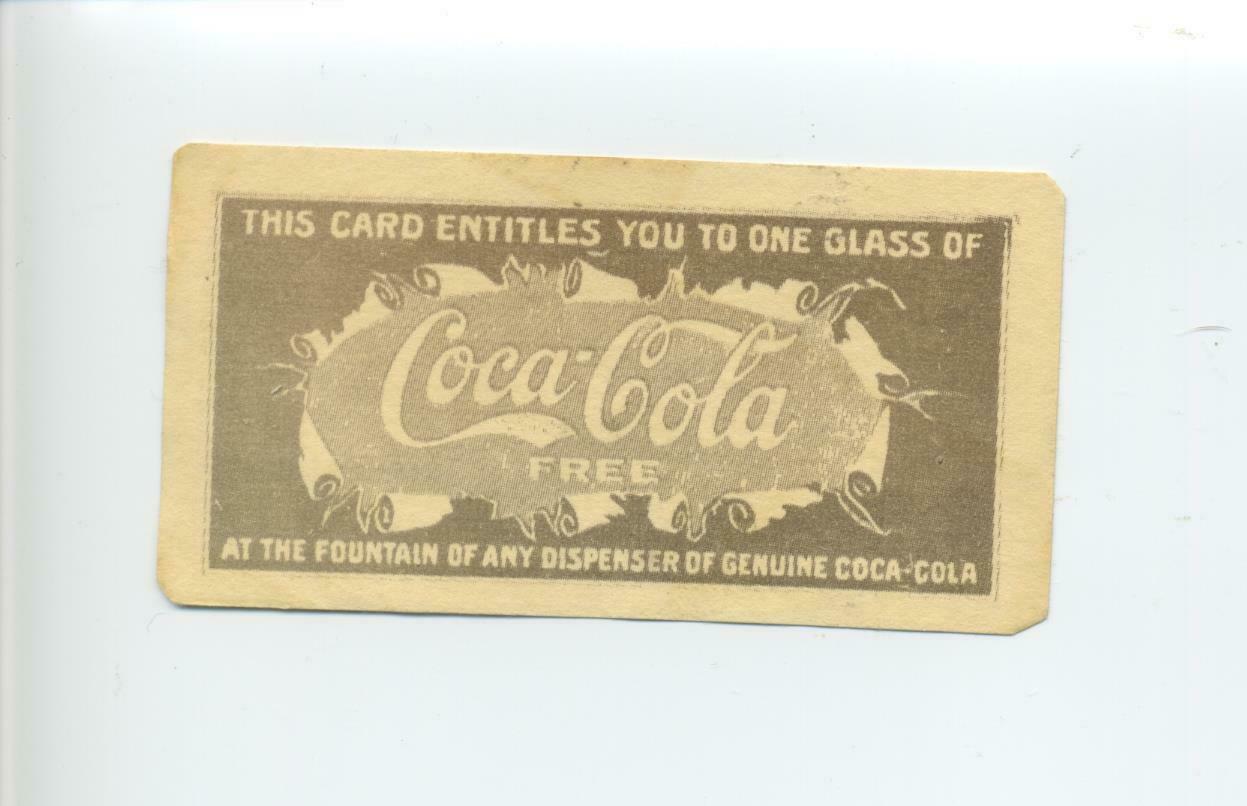 THIS CARD ENTITLES YOU TO ONE GLASS OF
Coca-Cola
FREE
AT THE FOUNTAIN OF ANY DISPENSER OF GENUINE COCA-COLA